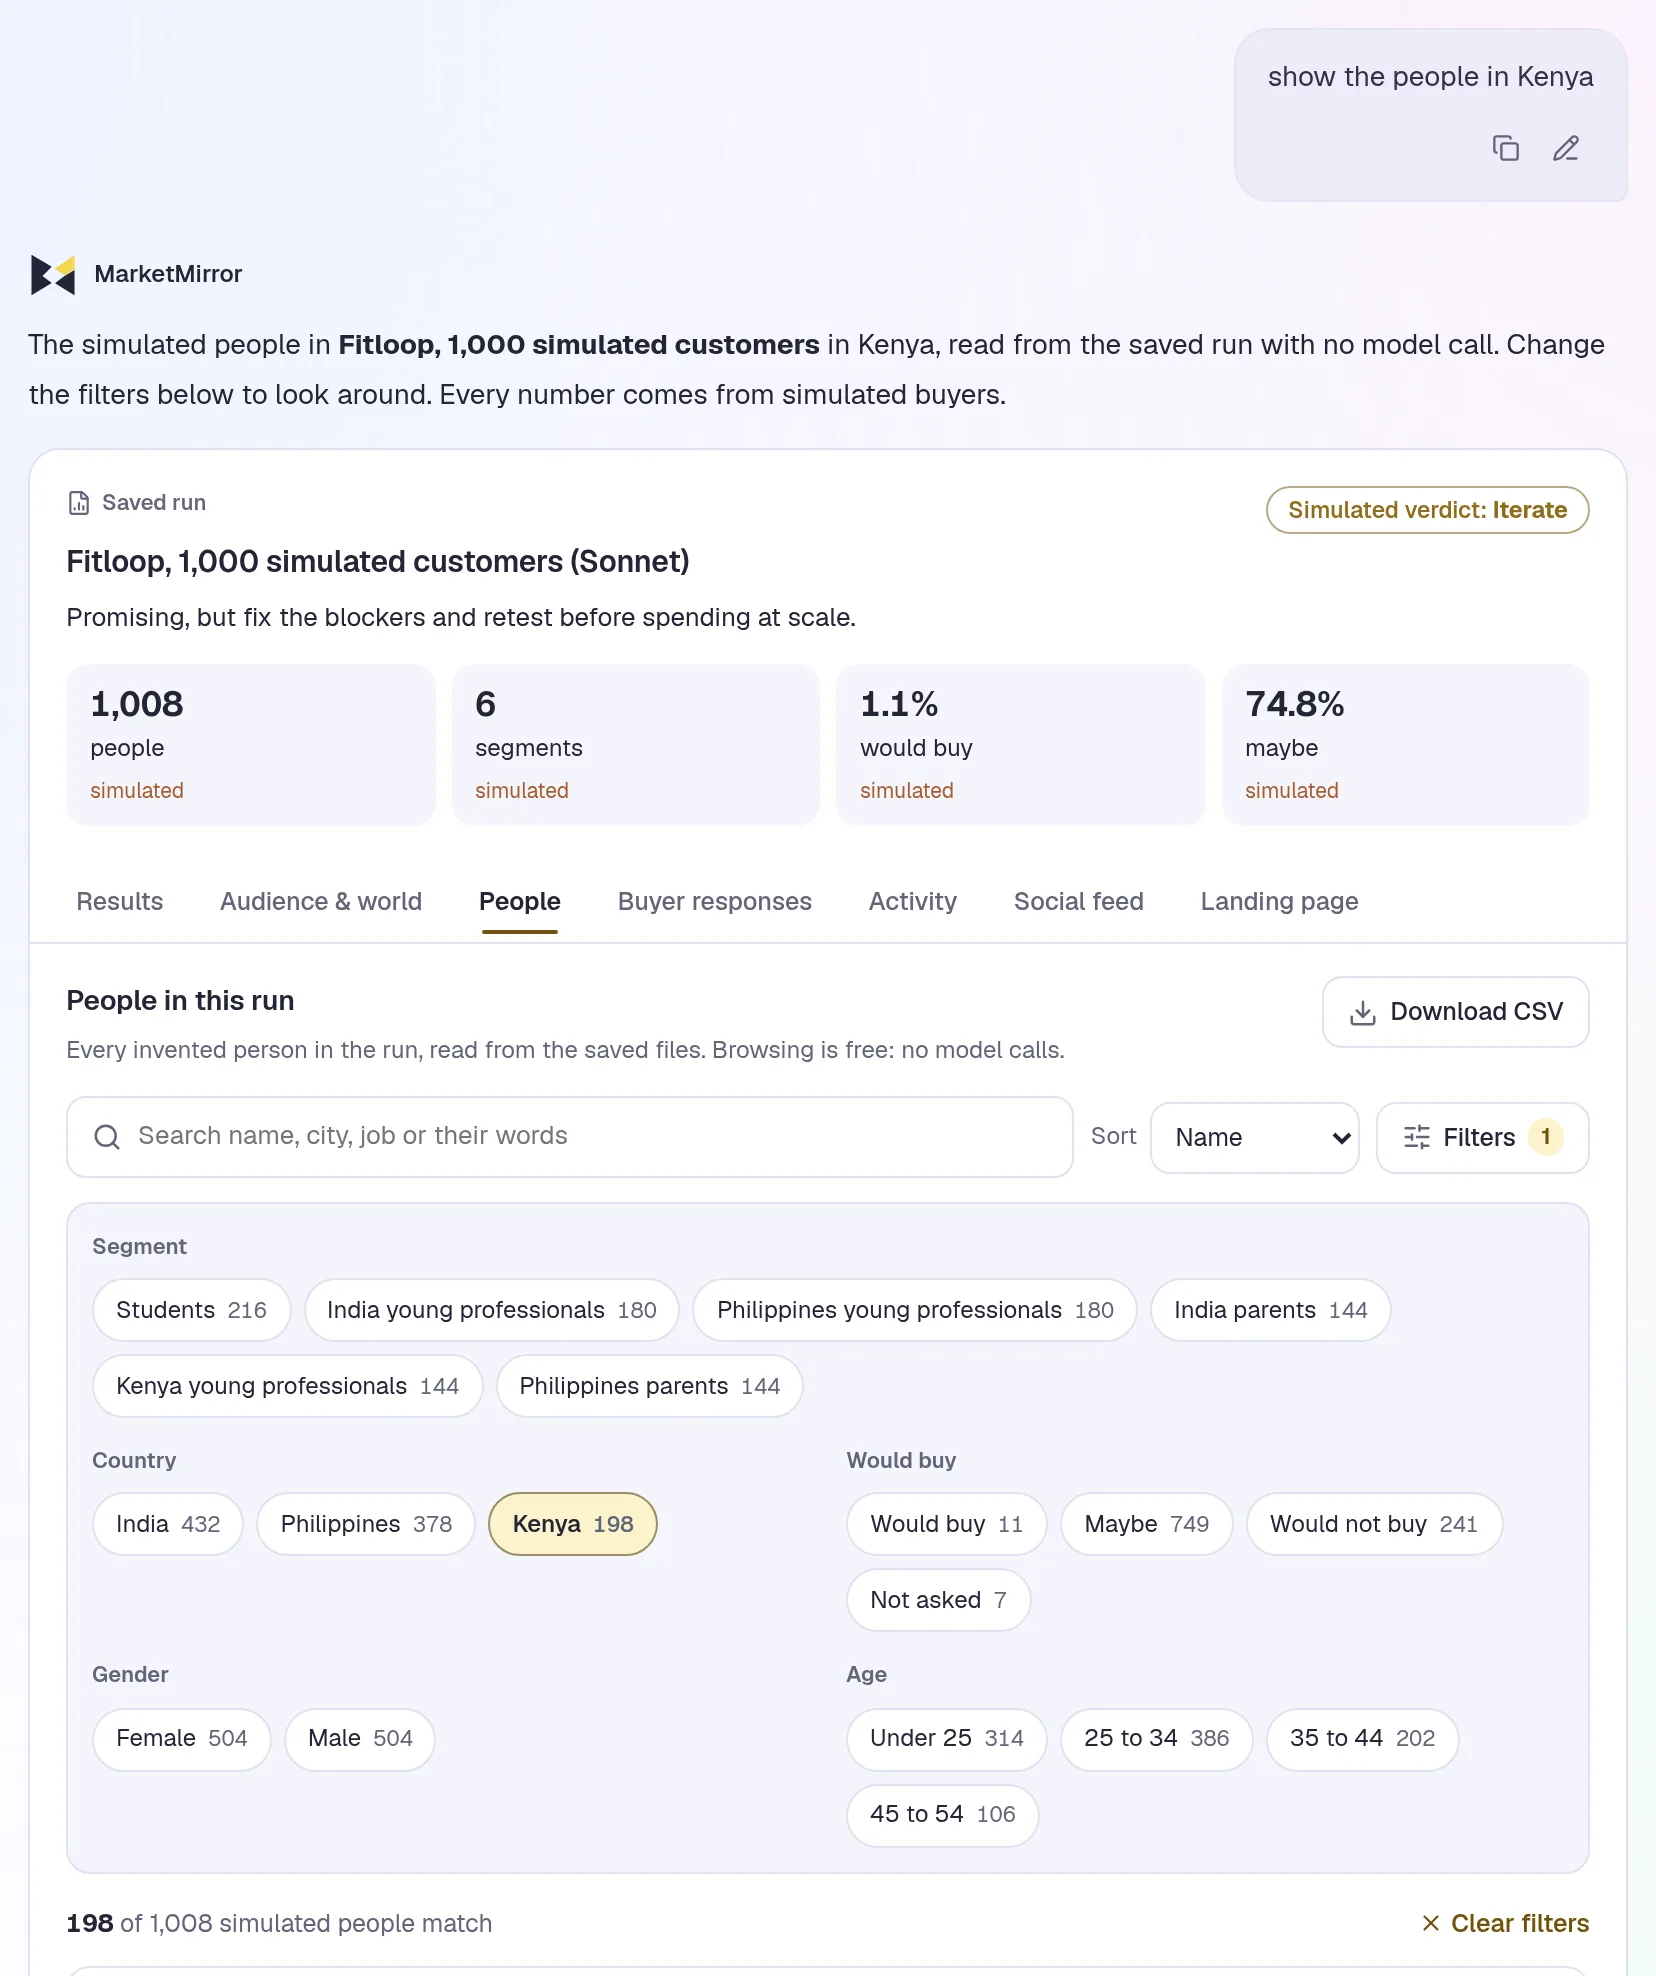 show the people in Kenya
MarketMirror
The simulated people in Fitloop, 1,000 simulated customers in Kenya, read from the saved run with no model call. Change
the filters below to look around. Every number comes from simulated buyers.
Saved run
Simulated verdict: Iterate
Fitloop, 1,000 simulated customers (Sonnet)
Promising, but fix the blockers and retest before spending at scale.
1,008
people
simulated
6
segments
simulated
1.1%
would buy
simulated
74.8%
maybe
simulated
Results Audience & world People Buyer responses Activity Social feed Landing page
People in this run
Download CSV
Every invented person in the run, read from the saved files. Browsing is free: no model calls.
Search name, city, job or their words
Sort Name Filters 1
Segment
Students 216 India young professionals 180 Philippines young professionals 180 India parents 144
Kenya young professionals 144 Philippines parents 144
Country
India 432 Philippines 378 Kenya 198
Would buy
Would buy 11 Maybe 749 Would not buy 241
Not asked 7
Gender
Female 504 Male 504
Age
Under 25 314 25 to 34 386 35 to 44 202
45 to 54 106
198 of 1,008 simulated people match
Clear filters